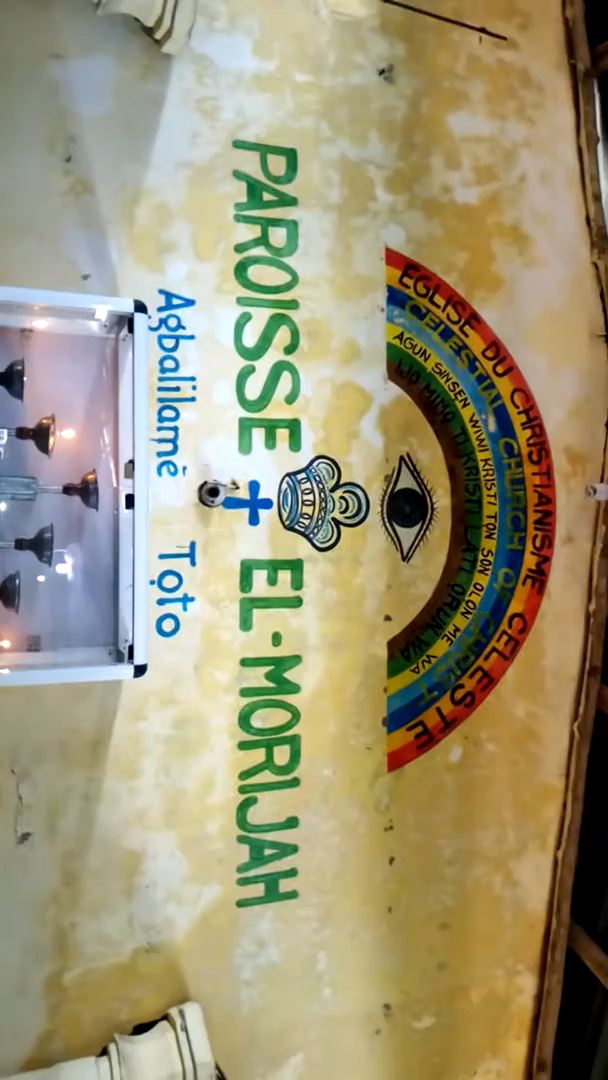 EGLISE DU CHRISTIANISME CELESTE
CELESTIAL CHURCH OF CHRIST
AGUN SINSEN WIWI KRISTI TON SON OLON ME WA
IJO MIMO TI KRISTI LATI ORUN WA
PAROISSE EL-MORIJAH
Agbalilamè Tọto